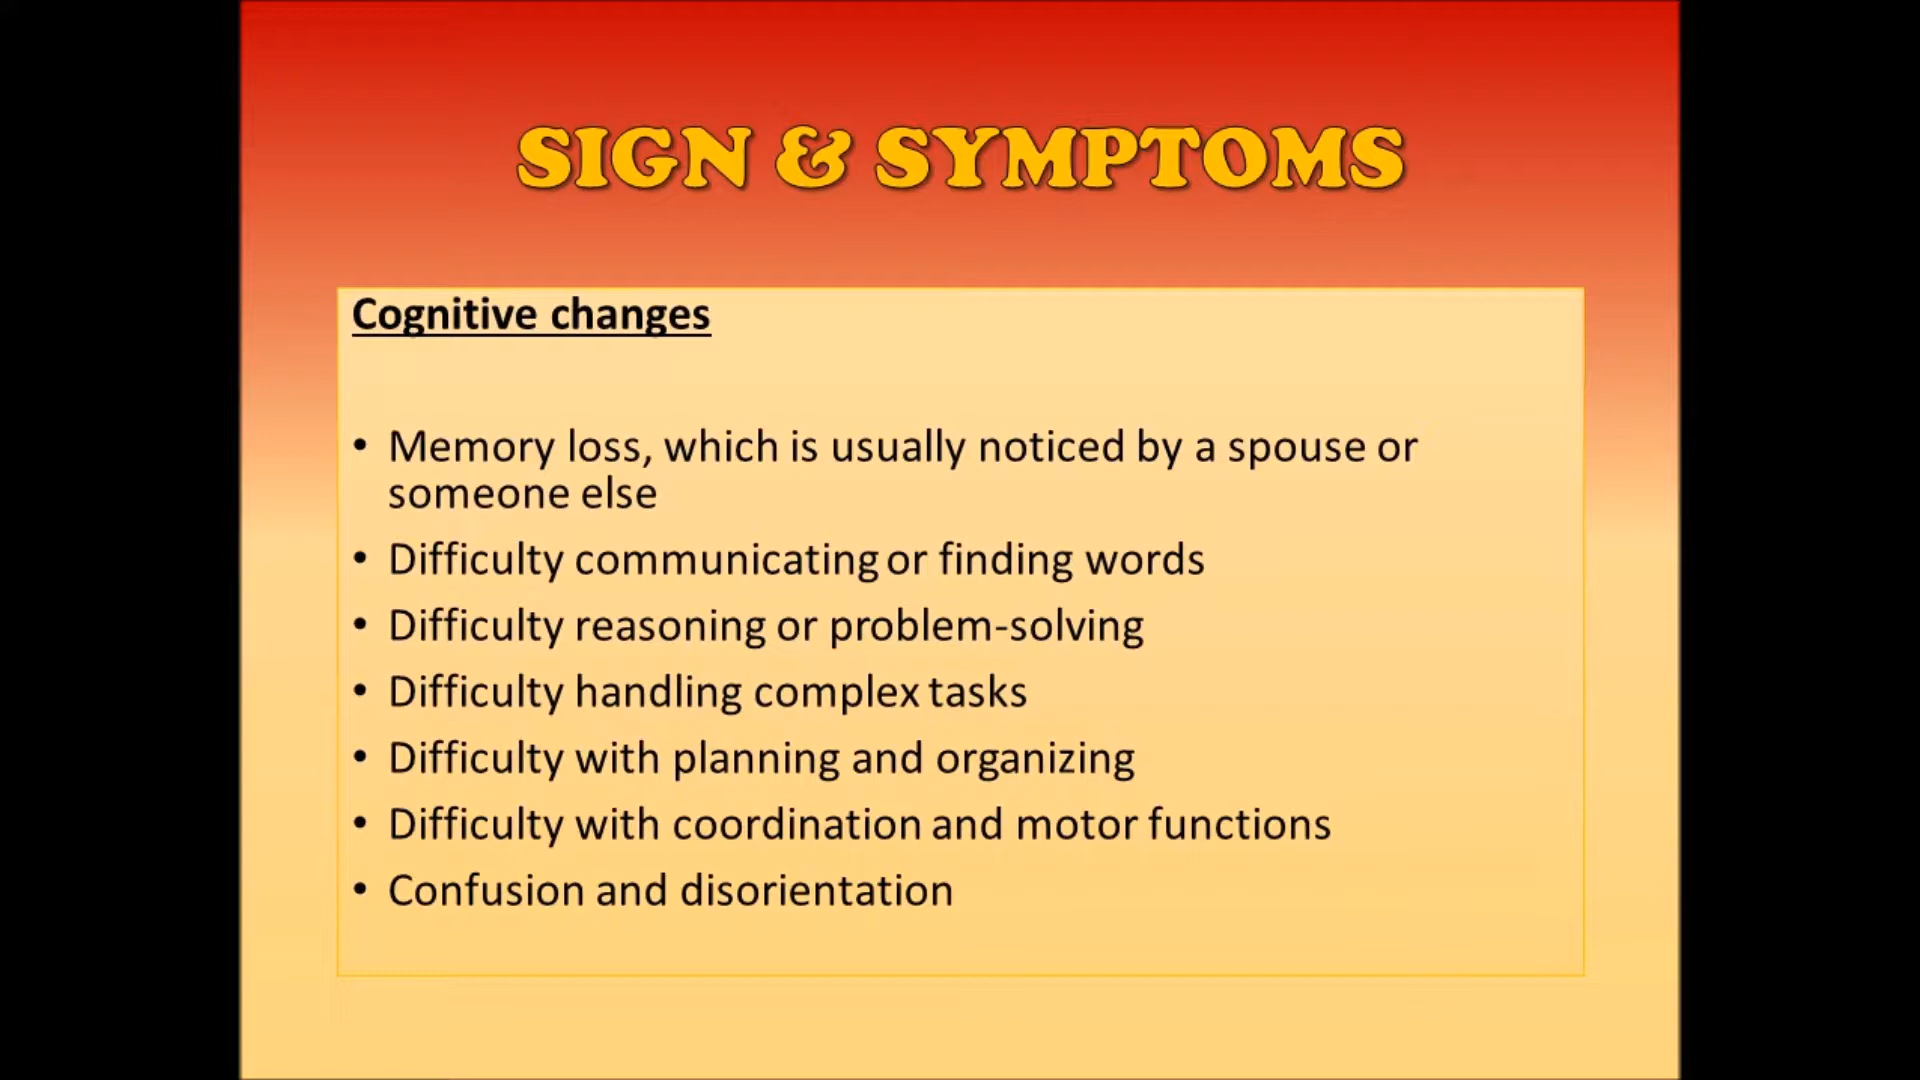 SIGN & SYMPTOMS
Cognitive changes
• Memory loss, which is usually noticed by a spouse or
someone else
• Difficulty communicating or finding words
• Difficulty reasoning or problem-solving
• Difficulty handling complex tasks
• Difficulty with planning and organizing
• Difficulty with coordination and motor functions
• Confusion and disorientation